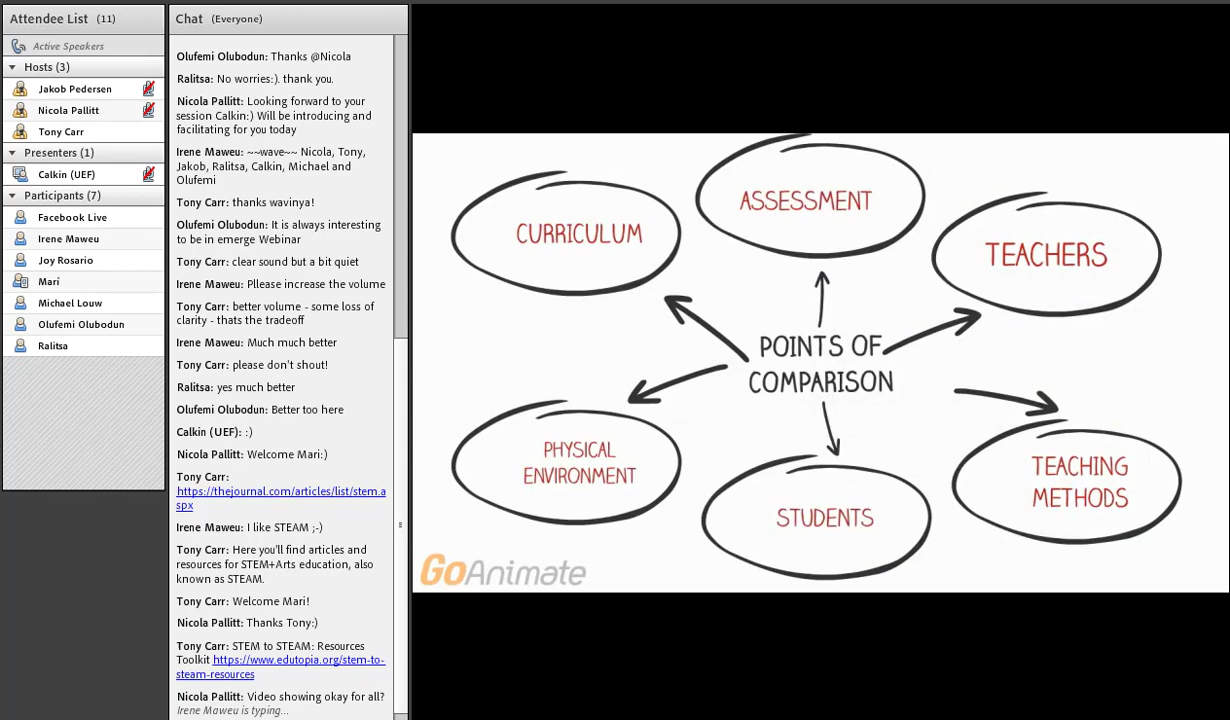 Attendee List (11)
Active Speakers
Hosts (3)
Jakob Pedersen
Nicola Pallitt
Tony Carr
Presenters (1)
Calkin (UEF)
Participants (7)
Facebook Live
Irene Maweu
Joy Rosario
Mari
Michael Louw
Olufemi Olubodun
Ralitsa
Chat (Everyone)
Olufemi Olubodun: Thanks @Nicola
Ralitsa: No worries:). thank you.
Nicola Pallitt: Looking forward to your
session Calkin:) Will be introducing and
facilitating for you today
Irene Maweu: ~~wave~~ Nicola, Tony,
Jakob, Ralitsa, Calkin, Michael and
Olufemi
Tony Carr: thanks wavinya!
Olufemi Olubodun: It is always interesting
to be in emerge Webinar
Tony Carr: clear sound but a bit quiet
Irene Maweu: Pllease increase the volume
Tony Carr: better volume - some loss of
clarity - thats the tradeoff
Irene Maweu: Much much better
Tony Carr: please don't shout!
Ralitsa: yes much better
Olufemi Olubodun: Better too here
Calkin (UEF): :)
Nicola Pallitt: Welcome Mari:)
Tony Carr:
https://thejournal.com/articles/list/stem.a
spx
Irene Maweu: I like STEAM ;-)
Tony Carr: Here you'll find articles and
resources for STEM+Arts education, also
known as STEAM.
Tony Carr: Welcome Mari!
Nicola Pallitt: Thanks Tony:)
Tony Carr: STEM to STEAM: Resources
Toolkit https://www.edutopia.org/stem-to-
steam-resources
Nicola Pallitt: Video showing okay for all?
Irene Maweu is typing...
CURRICULUM
ASSESSMENT
TEACHERS
POINTS OF
COMPARISON
PHYSICAL
ENVIRONMENT
STUDENTS
TEACHING
METHODS
GoAnimate